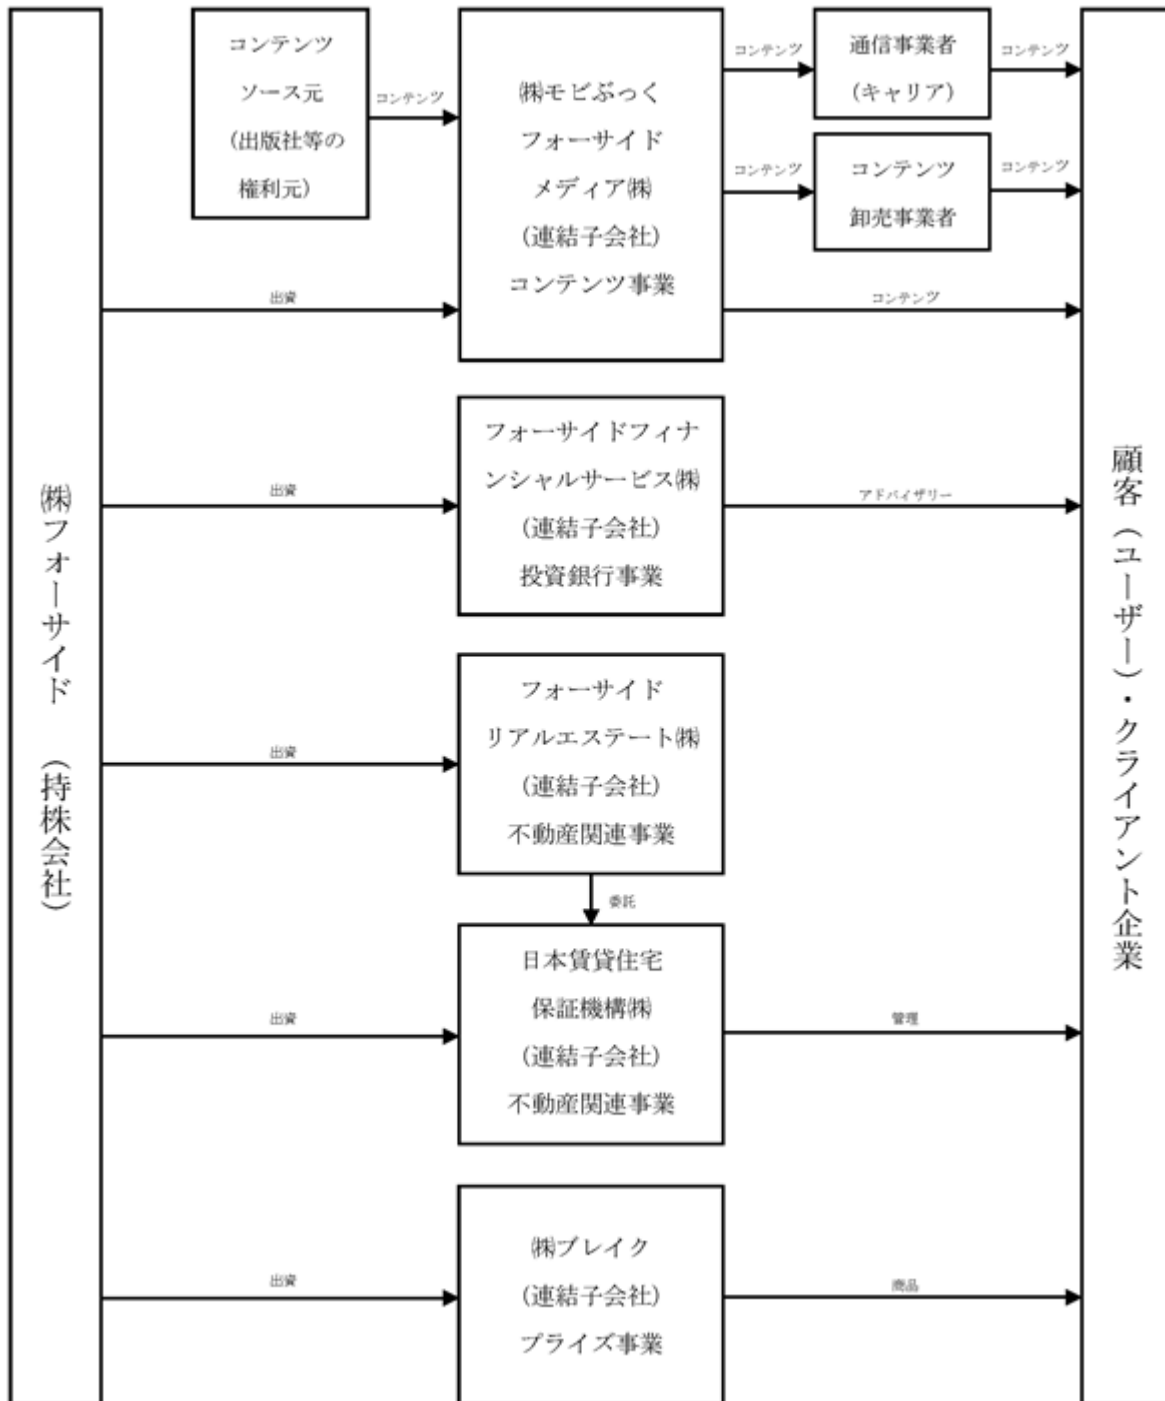 ㈱フォーサイド　（持株会社）
コンテンツ
ソース元
（出版社等の
権利元）
コンテンツ
㈱モビぶっく
フォーサイド
メディア㈱
（連結子会社）
コンテンツ事業
コンテンツ
通信事業者
（キャリア）
コンテンツ
コンテンツ
コンテンツ
卸売事業者
コンテンツ
出資
コンテンツ
フォーサイドフィナ
ンシャルサービス㈱
（連結子会社）
投資銀行事業
出資
アドバイザリー
フォーサイド
リアルエステート㈱
（連結子会社）
不動産関連事業
出資
委託
日本賃貸住宅
保証機構㈱
（連結子会社）
不動産関連事業
出資
管理
㈱ブレイク
（連結子会社）
プライズ事業
出資
商品
顧客（ユーザー）・クライアント企業